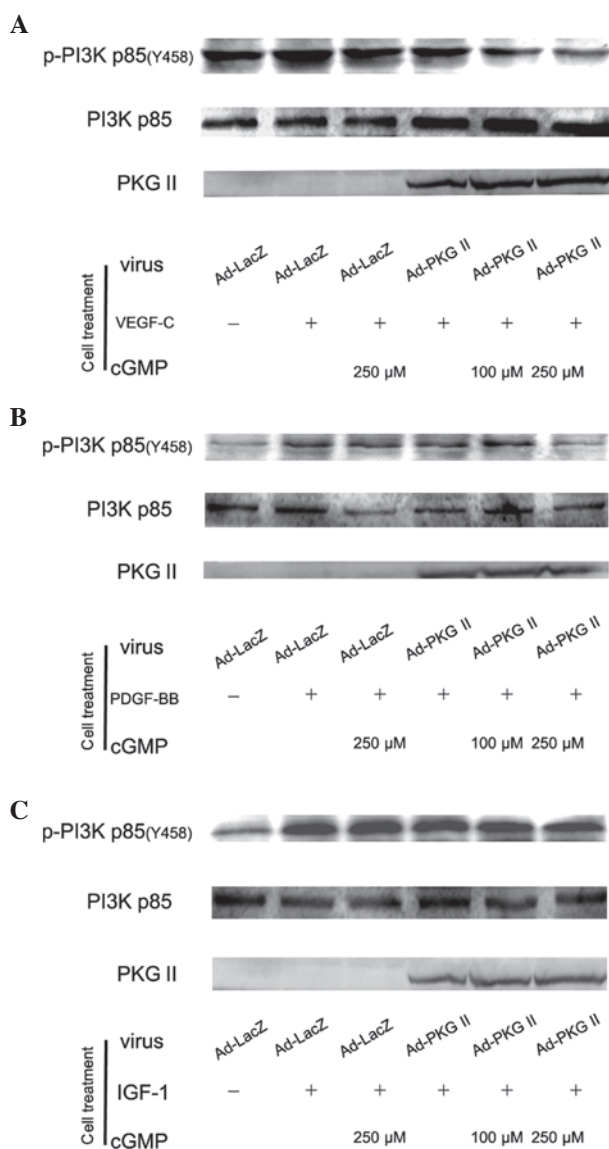 A
p-PI3K p85(Y458)
PI3K p85
PKG II
Cell treatment
virus Ad-LacZ Ad-LacZ Ad-LacZ Ad-PKG II Ad-PKG II Ad-PKG II
VEGF-C – + + + + +
cGMP 250 µM 100 µM 250 µM
B
p-PI3K p85(Y458)
PI3K p85
PKG II
Cell treatment
virus Ad-LacZ Ad-LacZ Ad-LacZ Ad-PKG II Ad-PKG II Ad-PKG II
PDGF-BB – + + + + +
cGMP 250 µM 100 µM 250 µM
C
p-PI3K p85(Y458)
PI3K p85
PKG II
Cell treatment
virus Ad-LacZ Ad-LacZ Ad-LacZ Ad-PKG II Ad-PKG II Ad-PKG II
IGF-1 – + + + + +
cGMP 250 µM 100 µM 250 µM